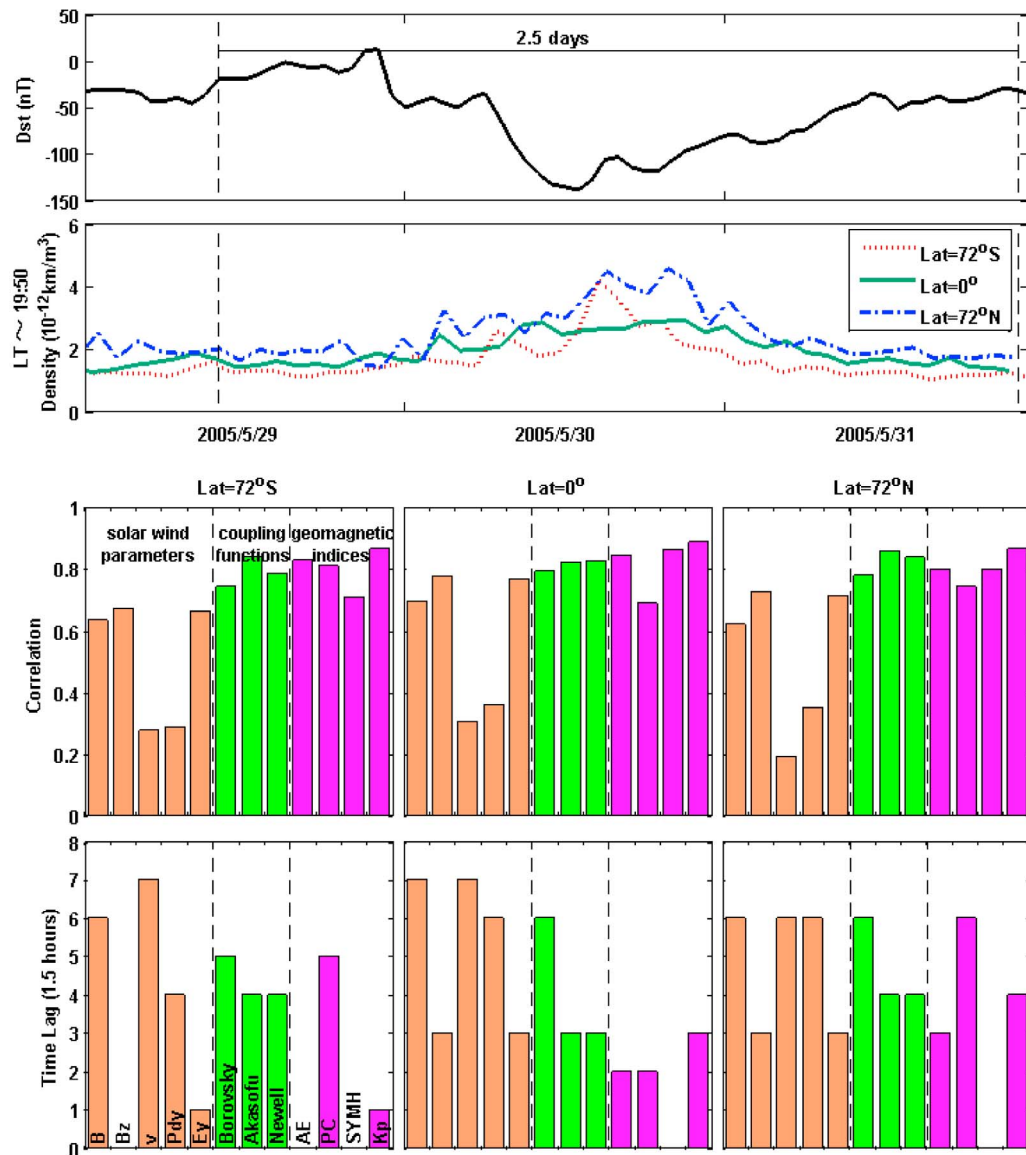 50
0
-50
-100
-150
Dst (nT)
2.5 days
6
4
2
0
LT ~ 19:50
Density (10⁻¹²km/m³)
Lat=72°S
Lat=0°
Lat=72°N
2005/5/29 2005/5/30 2005/5/31
Lat=72°S Lat=0° Lat=72°N
1
0.8
0.6
0.4
0.2
0
Correlation
solar wind
parameters
coupling
functions
geomagnetic
indices
8
7
6
5
4
3
2
1
0
Time Lag (1.5 hours)
B
Bz
v
Pdy
Ey
Borovsky
Akasofu
Newell
AE
PC
SYMH
Kp